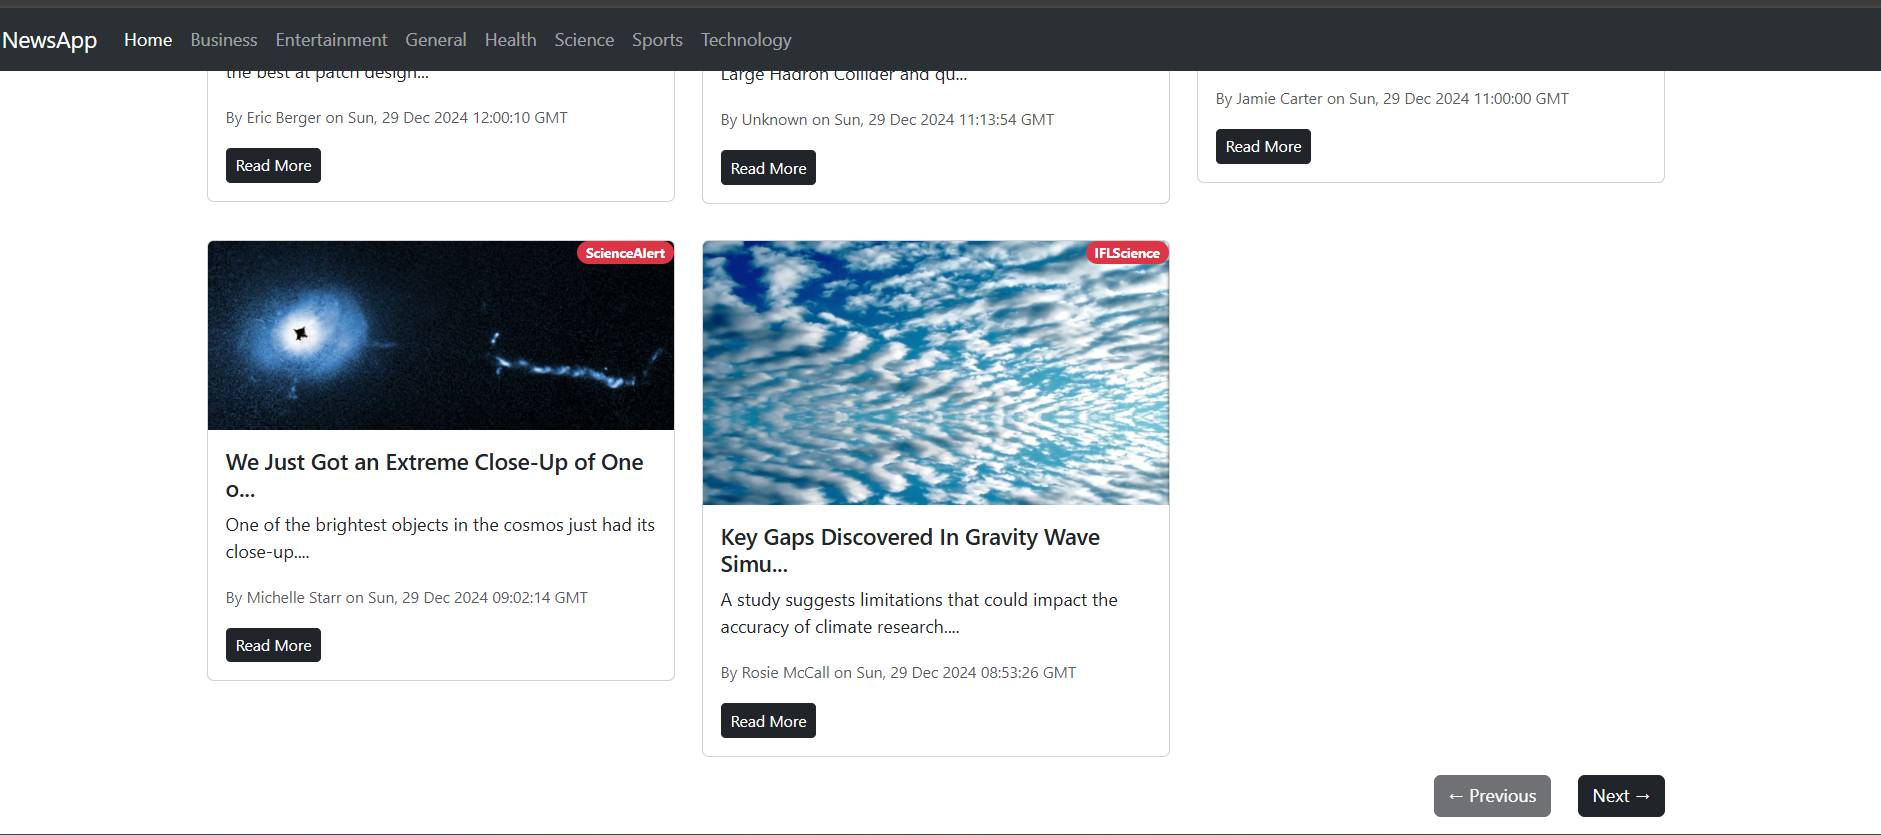 NewsApp Home Business Entertainment General Health Science Sports Technology
the best at patch design...
By Eric Berger on Sun, 29 Dec 2024 12:00:10 GMT
Read More
Large Hadron Collider and qu...
By Unknown on Sun, 29 Dec 2024 11:13:54 GMT
Read More
By Jamie Carter on Sun, 29 Dec 2024 11:00:00 GMT
Read More
ScienceAlert
We Just Got an Extreme Close-Up of One
o...
One of the brightest objects in the cosmos just had its
close-up....
By Michelle Starr on Sun, 29 Dec 2024 09:02:14 GMT
Read More
IFLScience
Key Gaps Discovered In Gravity Wave
Simu...
A study suggests limitations that could impact the
accuracy of climate research....
By Rosie McCall on Sun, 29 Dec 2024 08:53:26 GMT
Read More
← Previous
Next →